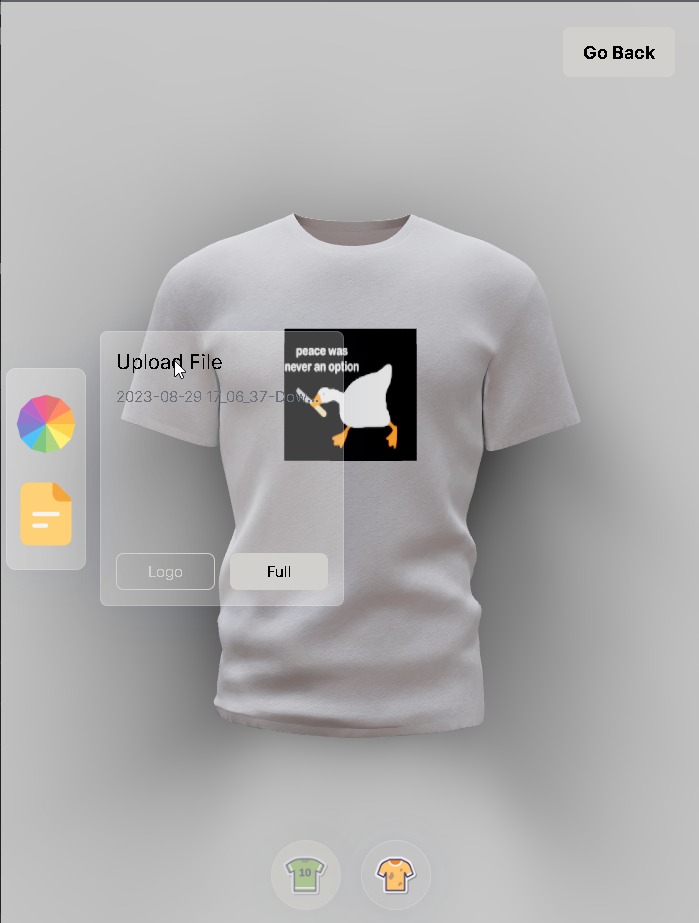 Go Back
peace was
never an option
Upload File
2023-08-29 17_06_37-Dow...
Logo
Full
10